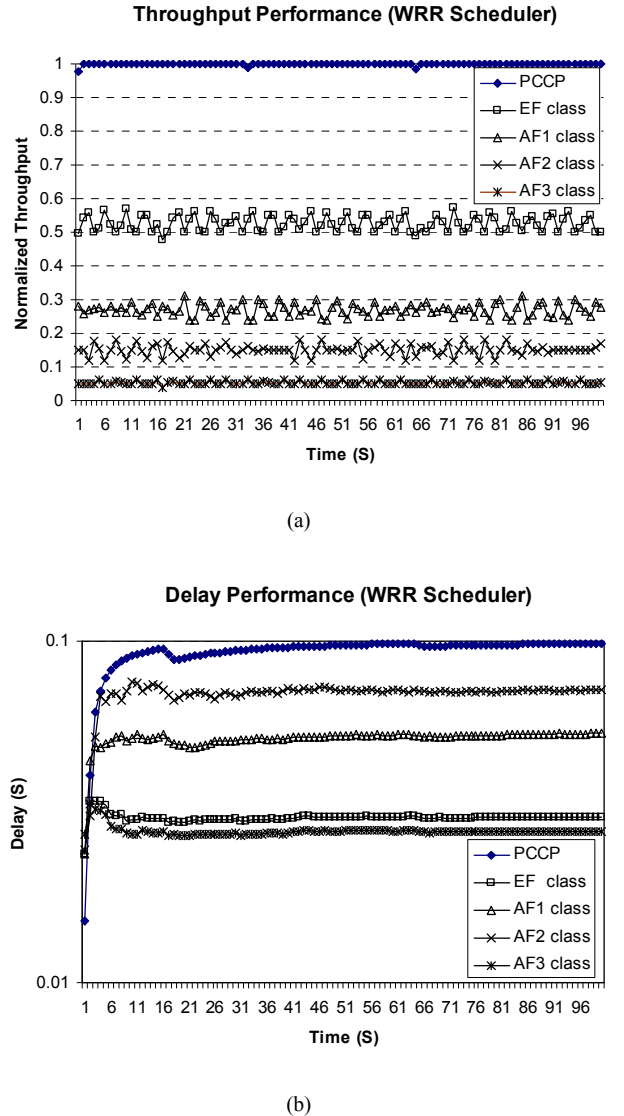 Throughput Performance (WRR Scheduler)
1
0.9
0.8
0.7
0.6
0.5
0.4
0.3
0.2
0.1
0
Normalized Throughput
PCCP
EF class
AF1 class
AF2 class
AF3 class
1 6 11 16 21 26 31 36 41 46 51 56 61 66 71 76 81 86 91 96
Time (S)
(a)
Delay Performance (WRR Scheduler)
0.1
0.01
Delay (S)
PCCP
EF class
AF1 class
AF2 class
AF3 class
1 6 11 16 21 26 31 36 41 46 51 56 61 66 71 76 81 86 91 96
Time (S)
(b)